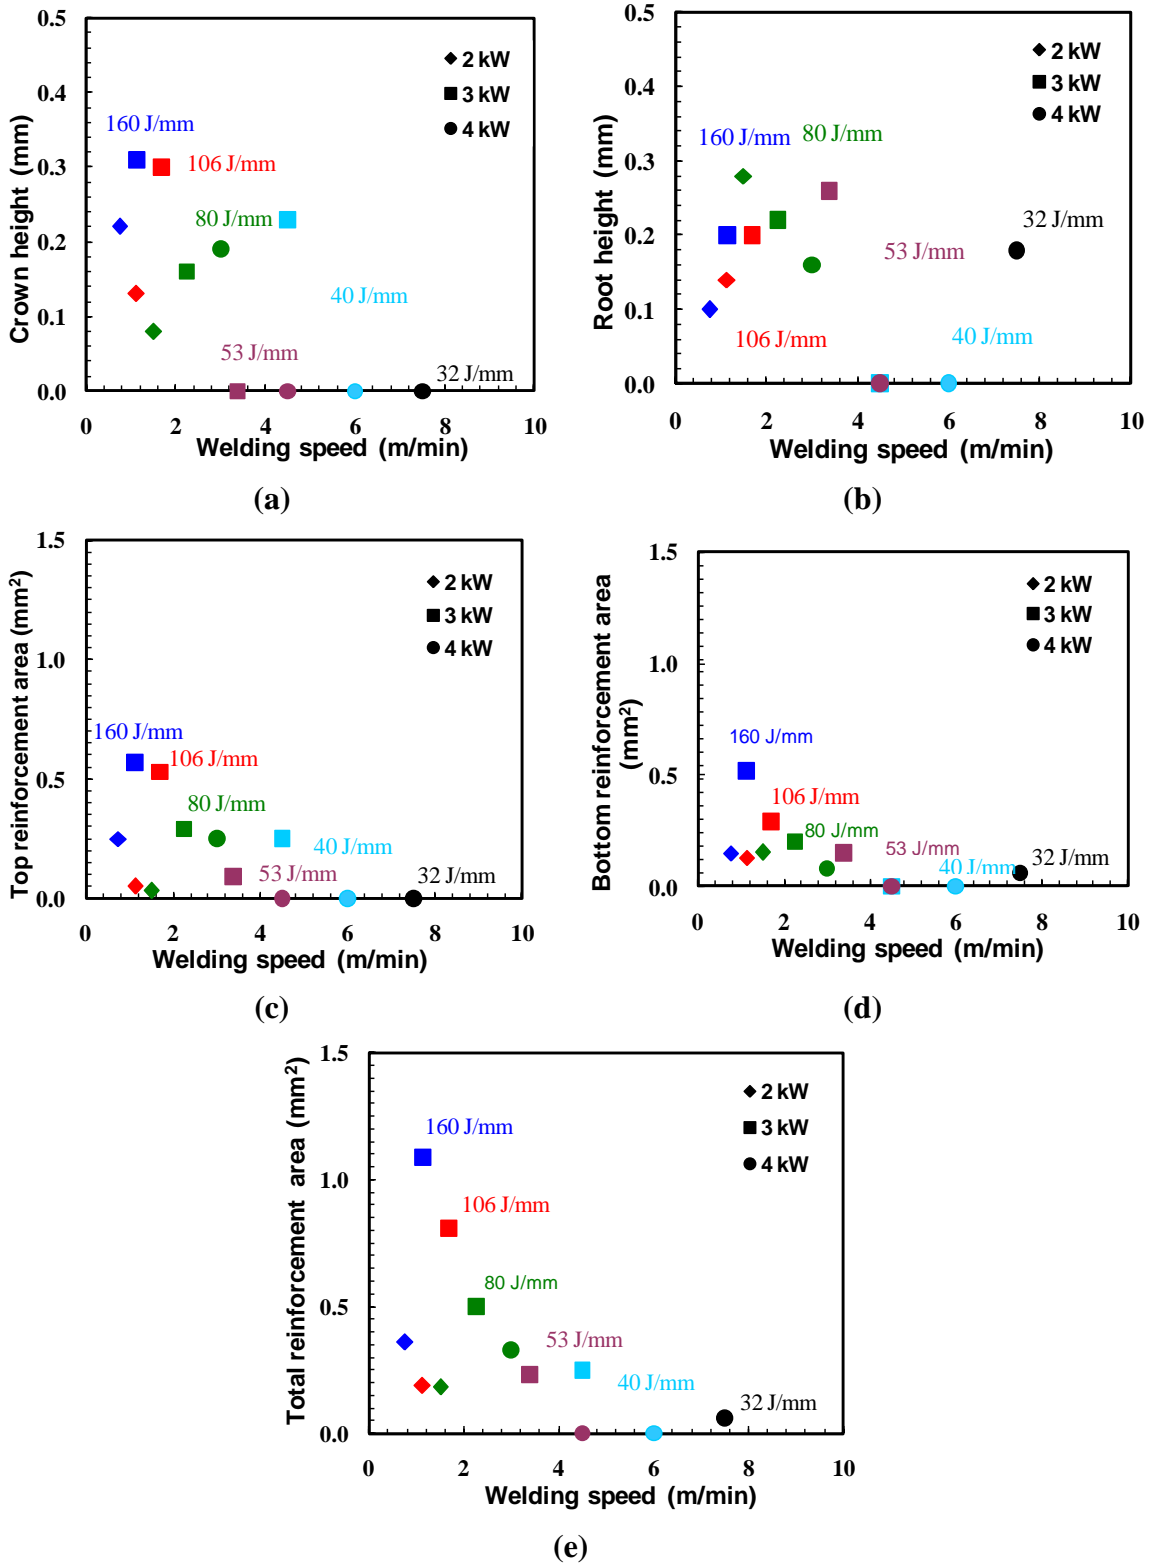 0.5
0.4
0.3
0.2
0.1
0.0
Crown height (mm)
2 kW
3 kW
4 kW
160 J/mm
106 J/mm
80 J/mm
40 J/mm
53 J/mm
32 J/mm
0 2 4 6 8 10
Welding speed (m/min)
(a)
0.5
0.4
0.3
0.2
0.1
0.0
Root height (mm)
2 kW
3 kW
4 kW
160 J/mm
80 J/mm
32 J/mm
53 J/mm
106 J/mm
40 J/mm
0 2 4 6 8 10
Welding speed (m/min)
(b)
1.5
1.0
0.5
0.0
Top reinforcement area (mm²)
2 kW
3 kW
4 kW
160 J/mm
106 J/mm
80 J/mm
40 J/mm
53 J/mm
32 J/mm
0 2 4 6 8 10
Welding speed (m/min)
(c)
1.5
1.0
0.5
0.0
Bottom reinforcement area
(mm²)
2 kW
3 kW
4 kW
160 J/mm
106 J/mm
80 J/mm
53 J/mm
40 J/mm
32 J/mm
0 2 4 6 8 10
Welding speed (m/min)
(d)
1.5
1.0
0.5
0.0
Total reinforcement area (mm²)
2 kW
3 kW
4 kW
160 J/mm
106 J/mm
80 J/mm
53 J/mm
40 J/mm
32 J/mm
0 2 4 6 8 10
Welding speed (m/min)
(e)